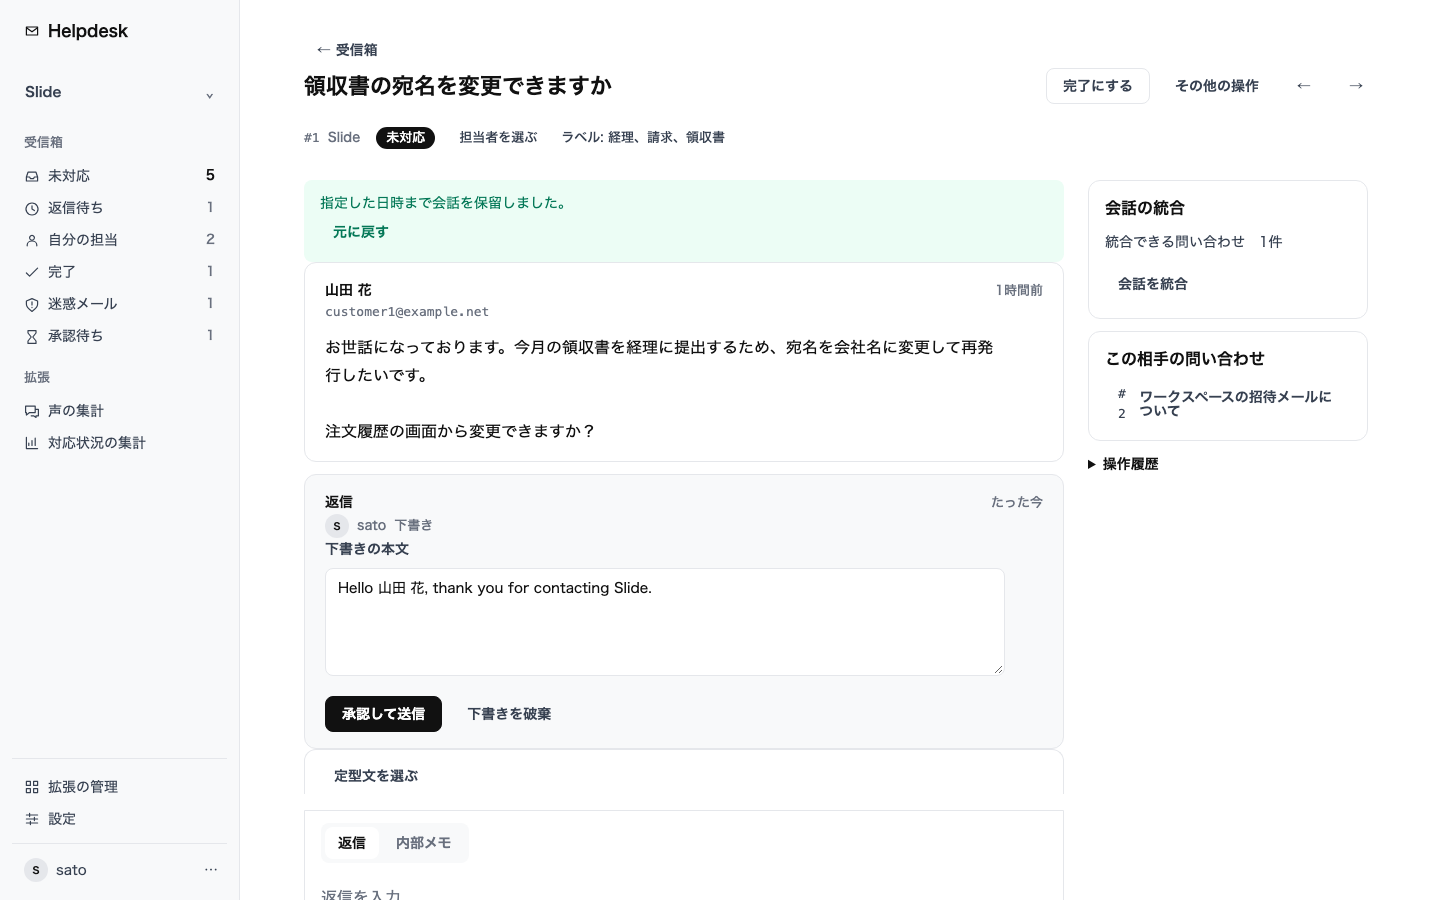 Helpdesk
Slide
受信箱
未対応 5
返信待ち 1
自分の担当 2
完了 1
迷惑メール 1
承認待ち 1
拡張
声の集計
対応状況の集計
拡張の管理
設定
S sato ...
← 受信箱
領収書の宛名を変更できますか
完了にする その他の操作 ← →
#1 Slide 未対応 担当者を選ぶ ラベル: 経理、請求、領収書
指定した日時まで会話を保留しました。
元に戻す
山田 花 1時間前
customer1@example.net
お世話になっております。今月の領収書を経理に提出するため、宛名を会社名に変更して再発
行したいです。
注文履歴の画面から変更できますか？
返信 たった今
S sato 下書き
下書きの本文
Hello 山田 花, thank you for contacting Slide.
承認して送信 下書きを破棄
定型文を選ぶ
返信 内部メモ
返信を入力
会話の統合
統合できる問い合わせ 1件
会話を統合
この相手の問い合わせ
#2 ワークスペースの招待メールに
ついて
▶ 操作履歴